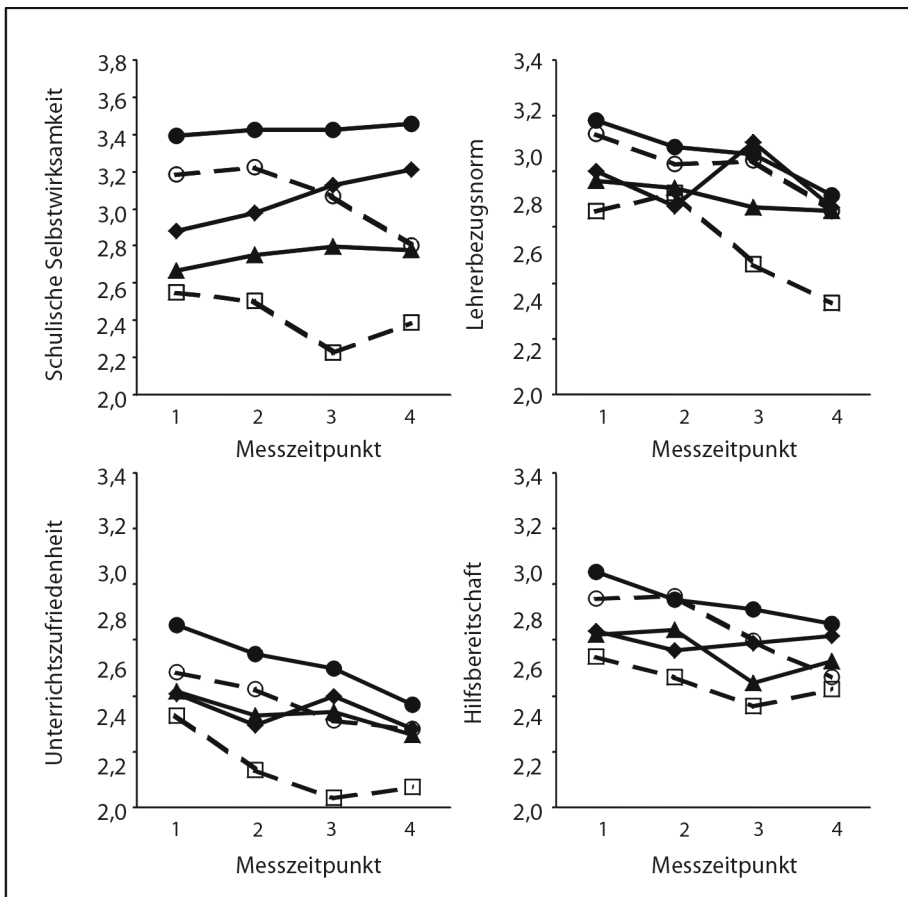 Schulische Selbstwirksamkeit
3,8
3,6
3,4
3,2
3,0
2,8
2,6
2,4
2,2
2,0
1 2 3 4
Messzeitpunkt
Lehrerbezugsnorm
3,4
3,2
3,0
2,8
2,6
2,4
2,2
2,0
1 2 3 4
Messzeitpunkt
Unterrichtszufriedenheit
3,4
3,2
3,0
2,8
2,6
2,4
2,2
2,0
1 2 3 4
Messzeitpunkt
Hilfsbereitschaft
3,4
3,2
3,0
2,8
2,6
2,4
2,2
2,0
1 2 3 4
Messzeitpunkt